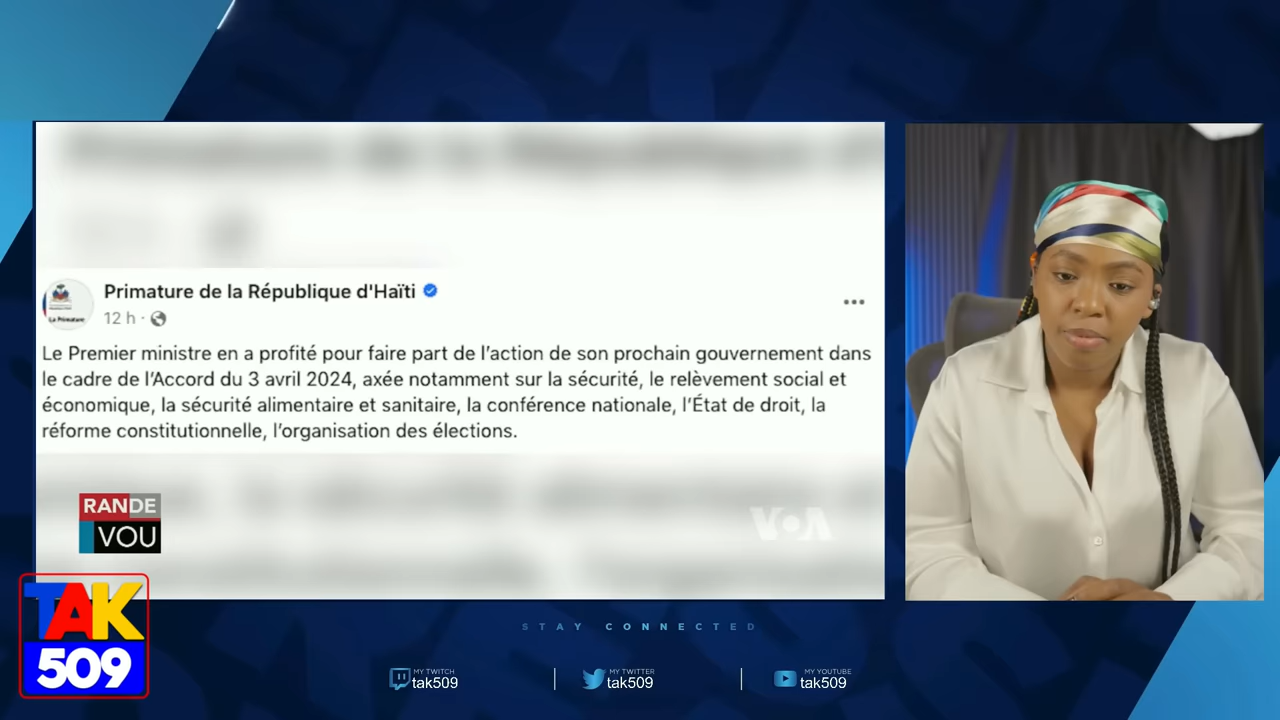 Primature de la République d'Haïti
12 h ·
Le Premier ministre en a profité pour faire part de l'action de son prochain gouvernement dans
le cadre de l'Accord du 3 avril 2024, axée notamment sur la sécurité, le relèvement social et
économique, la sécurité alimentaire et sanitaire, la conférence nationale, l'État de droit, la
réforme constitutionnelle, l'organisation des élections.
RANDE
VOU
VOA
TAK
509
STAY CONNECTED
MY TWITCH
tak509
MY TWITTER
tak509
MY YOUTUBE
tak509